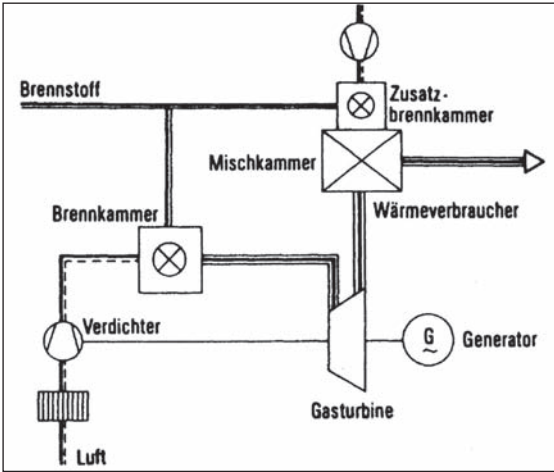 Brennstoff
Zusatz-
brennkammer
Mischkammer
Wärmeverbraucher
Brennkammer
Verdichter
G
~
Generator
Gasturbine
Luft